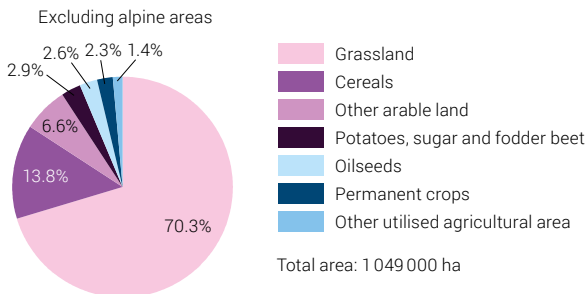 Excluding alpine areas
2.6% 2.3% 1.4%
2.9%
6.6%
13.8%
70.3%
Grassland
Cereals
Other arable land
Potatoes, sugar and fodder beet
Oilseeds
Permanent crops
Other utilised agricultural area
Total area: 1 049 000 ha